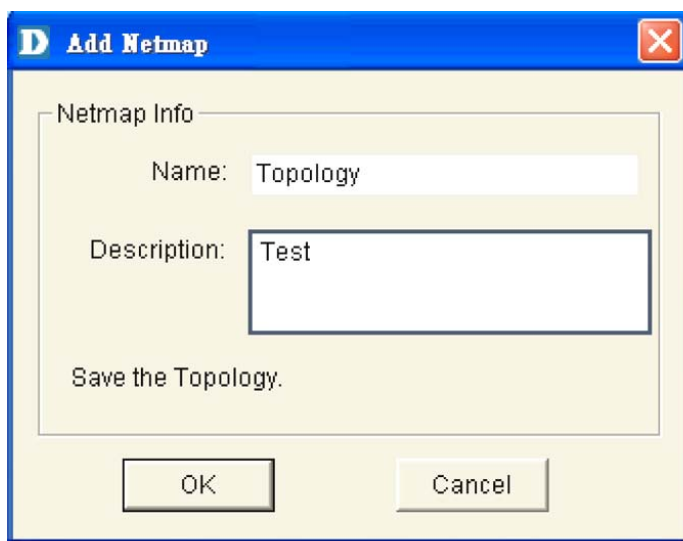 D Add Netmap
Netmap Info
Name: Topology
Description: Test
Save the Topology.
OK Cancel